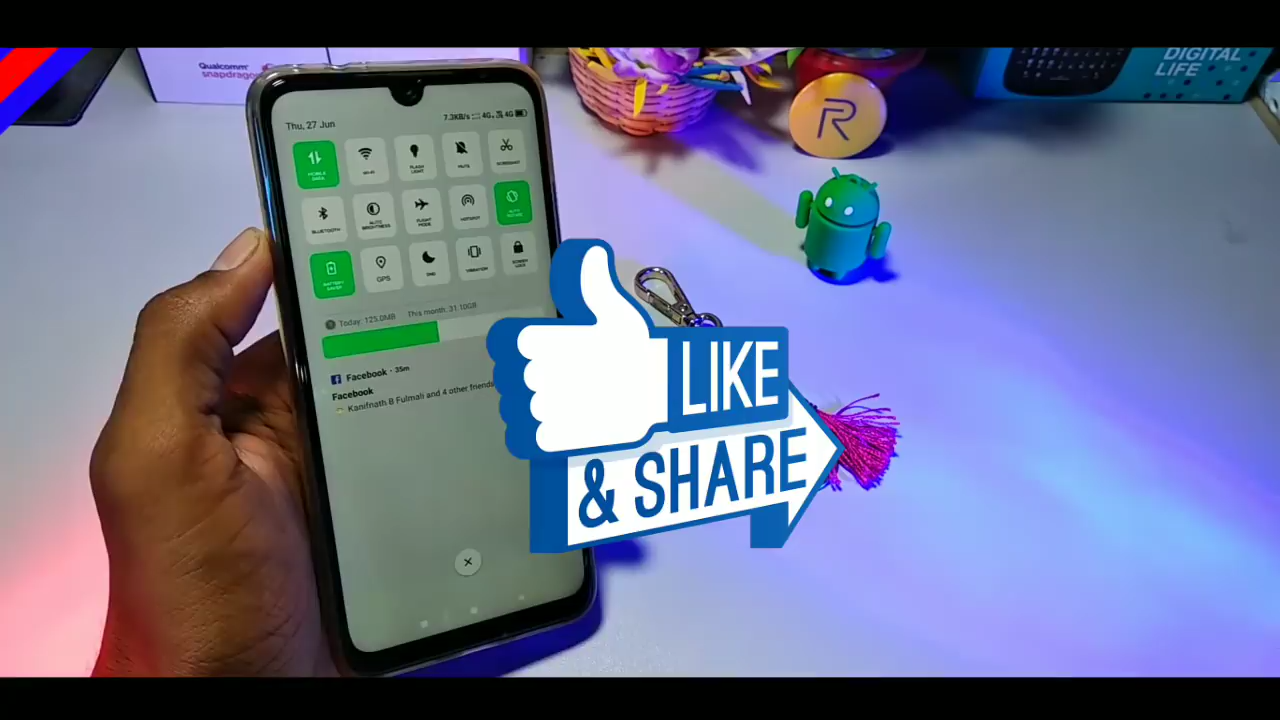 Qualcomm
snapdragon
DIGITAL
LIFE
R
Thu, 27 Jun
7.3KB/s 4G 4G
MOBILE
DATA
WI-FI
FLASH
LIGHT
MUTE
SCREENSHOT
BLUETOOTH
AUTO
BRIGHTNESS
FLIGHT
MODE
HOTSPOT
AUTO
ROTATE
BATTERY
SAVER
GPS
DND
VIBRATION
SCREEN
LOCK
Today: 125.0MB This month: 31.10GB
Facebook • 35m
Facebook
Kanifnath B Fulmali and 4 other friends
LIKE
& SHARE